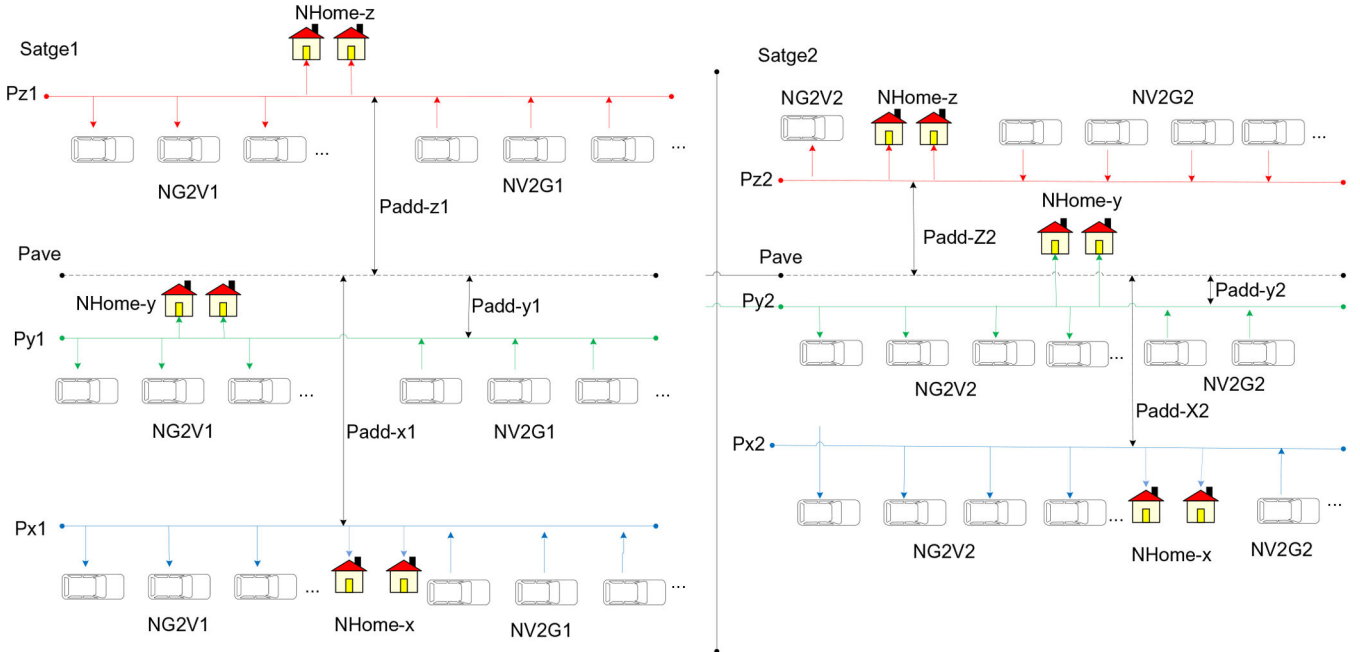 NHome-z
Satge1
Pz1
...
...
NG2V1
NV2G1
Padd-z1
Pave
NHome-y
Padd-y1
Py1
...
...
NG2V1
Padd-x1
NV2G1
Px1
...
...
NG2V1
NHome-x
NV2G1
Satge2
NG2V2
NHome-z
NV2G2
...
Pz2
NHome-y
Padd-Z2
Pave
Padd-y2
Py2
...
...
NG2V2
NV2G2
Padd-X2
Px2
...
...
NG2V2
NHome-x
NV2G2